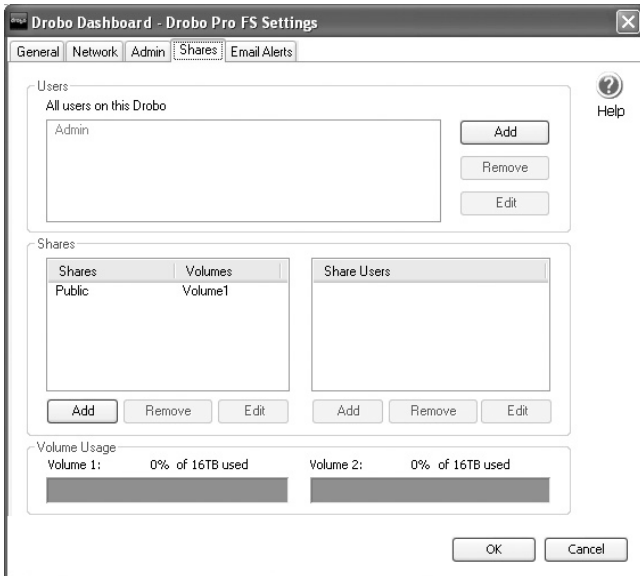 drobo Drobo Dashboard - Drobo Pro FS Settings
General Network Admin Shares Email Alerts
Users
All users on this Drobo
Admin
Add
Remove
Edit
Help
Shares
Shares Volumes
Public Volume1
Add Remove Edit
Share Users
Add Remove Edit
Volume Usage
Volume 1: 0% of 16TB used
Volume 2: 0% of 16TB used
OK Cancel